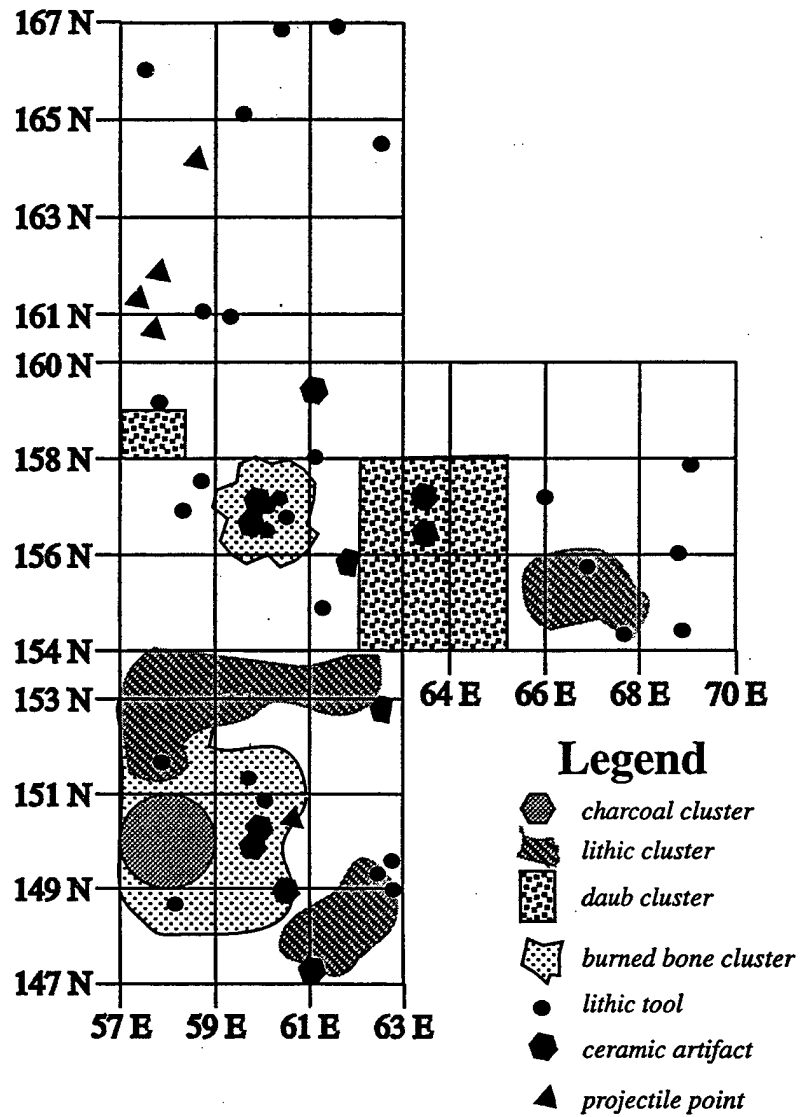 167 N
165 N
163 N
161 N
160 N
158 N
156 N
154 N
153 N
64 E 66 E 68 E 70 E
151 N
149 N
147 N
57 E 59 E 61 E 63 E
Legend
charcoal cluster
lithic cluster
daub cluster
burned bone cluster
lithic tool
ceramic artifact
projectile point